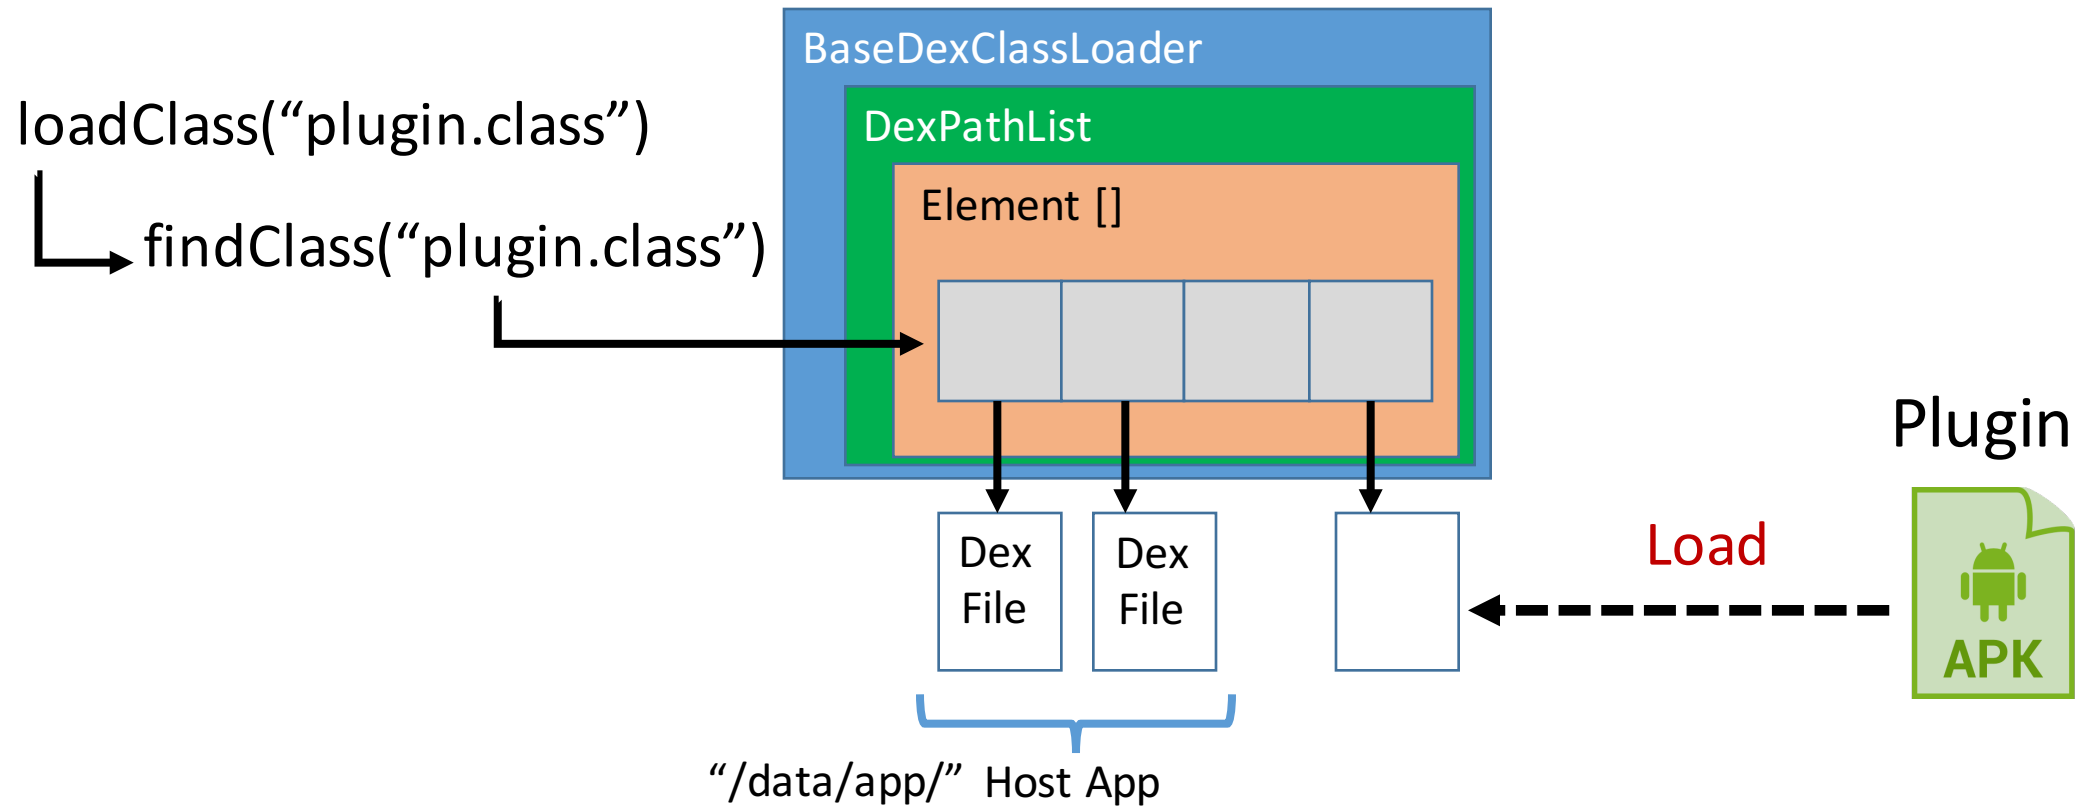 BaseDexClassLoader
loadClass(“plugin.class”)
DexPathList
findClass(“plugin.class”)
Element []
Plugin
Load
Dex
File
Dex
File
APK
“/data/app/” Host App